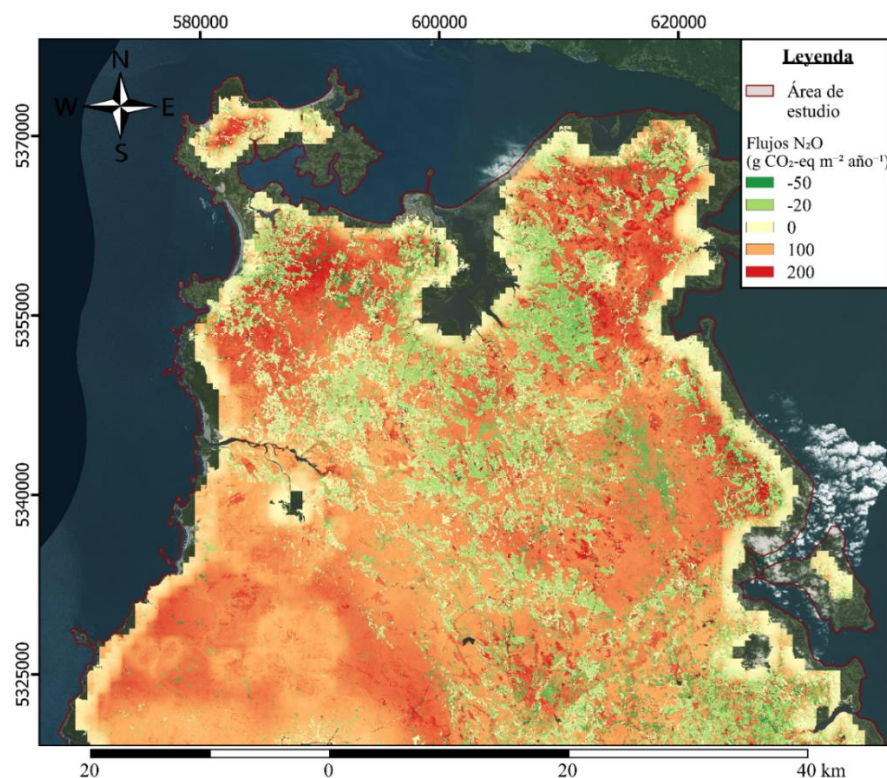 580000
600000
620000
N
W E
S
5370000
5355000
5340000
5325000
Leyenda
Área de
estudio
Flujos N₂O
(g CO₂-eq m⁻² año⁻¹)
-50
-20
0
100
200
20
0
20
40 km